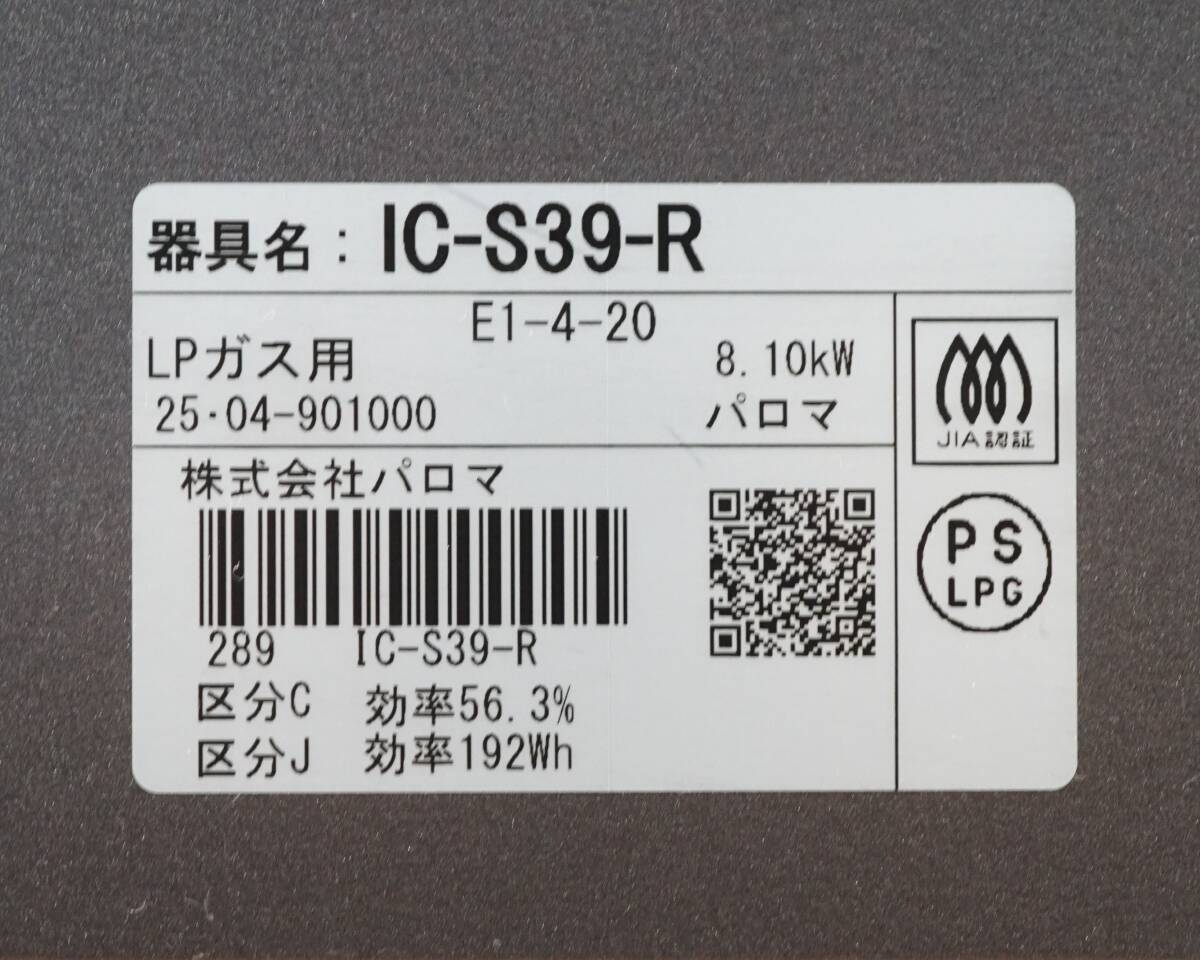 器具名：IC-S39-R
E1-4-20
LPガス用
8.10kW
25・04-901000
パロマ
JIA認証
株式会社パロマ
PS
LPG
289 IC-S39-R
区分C 効率56.3%
区分J 効率192Wh